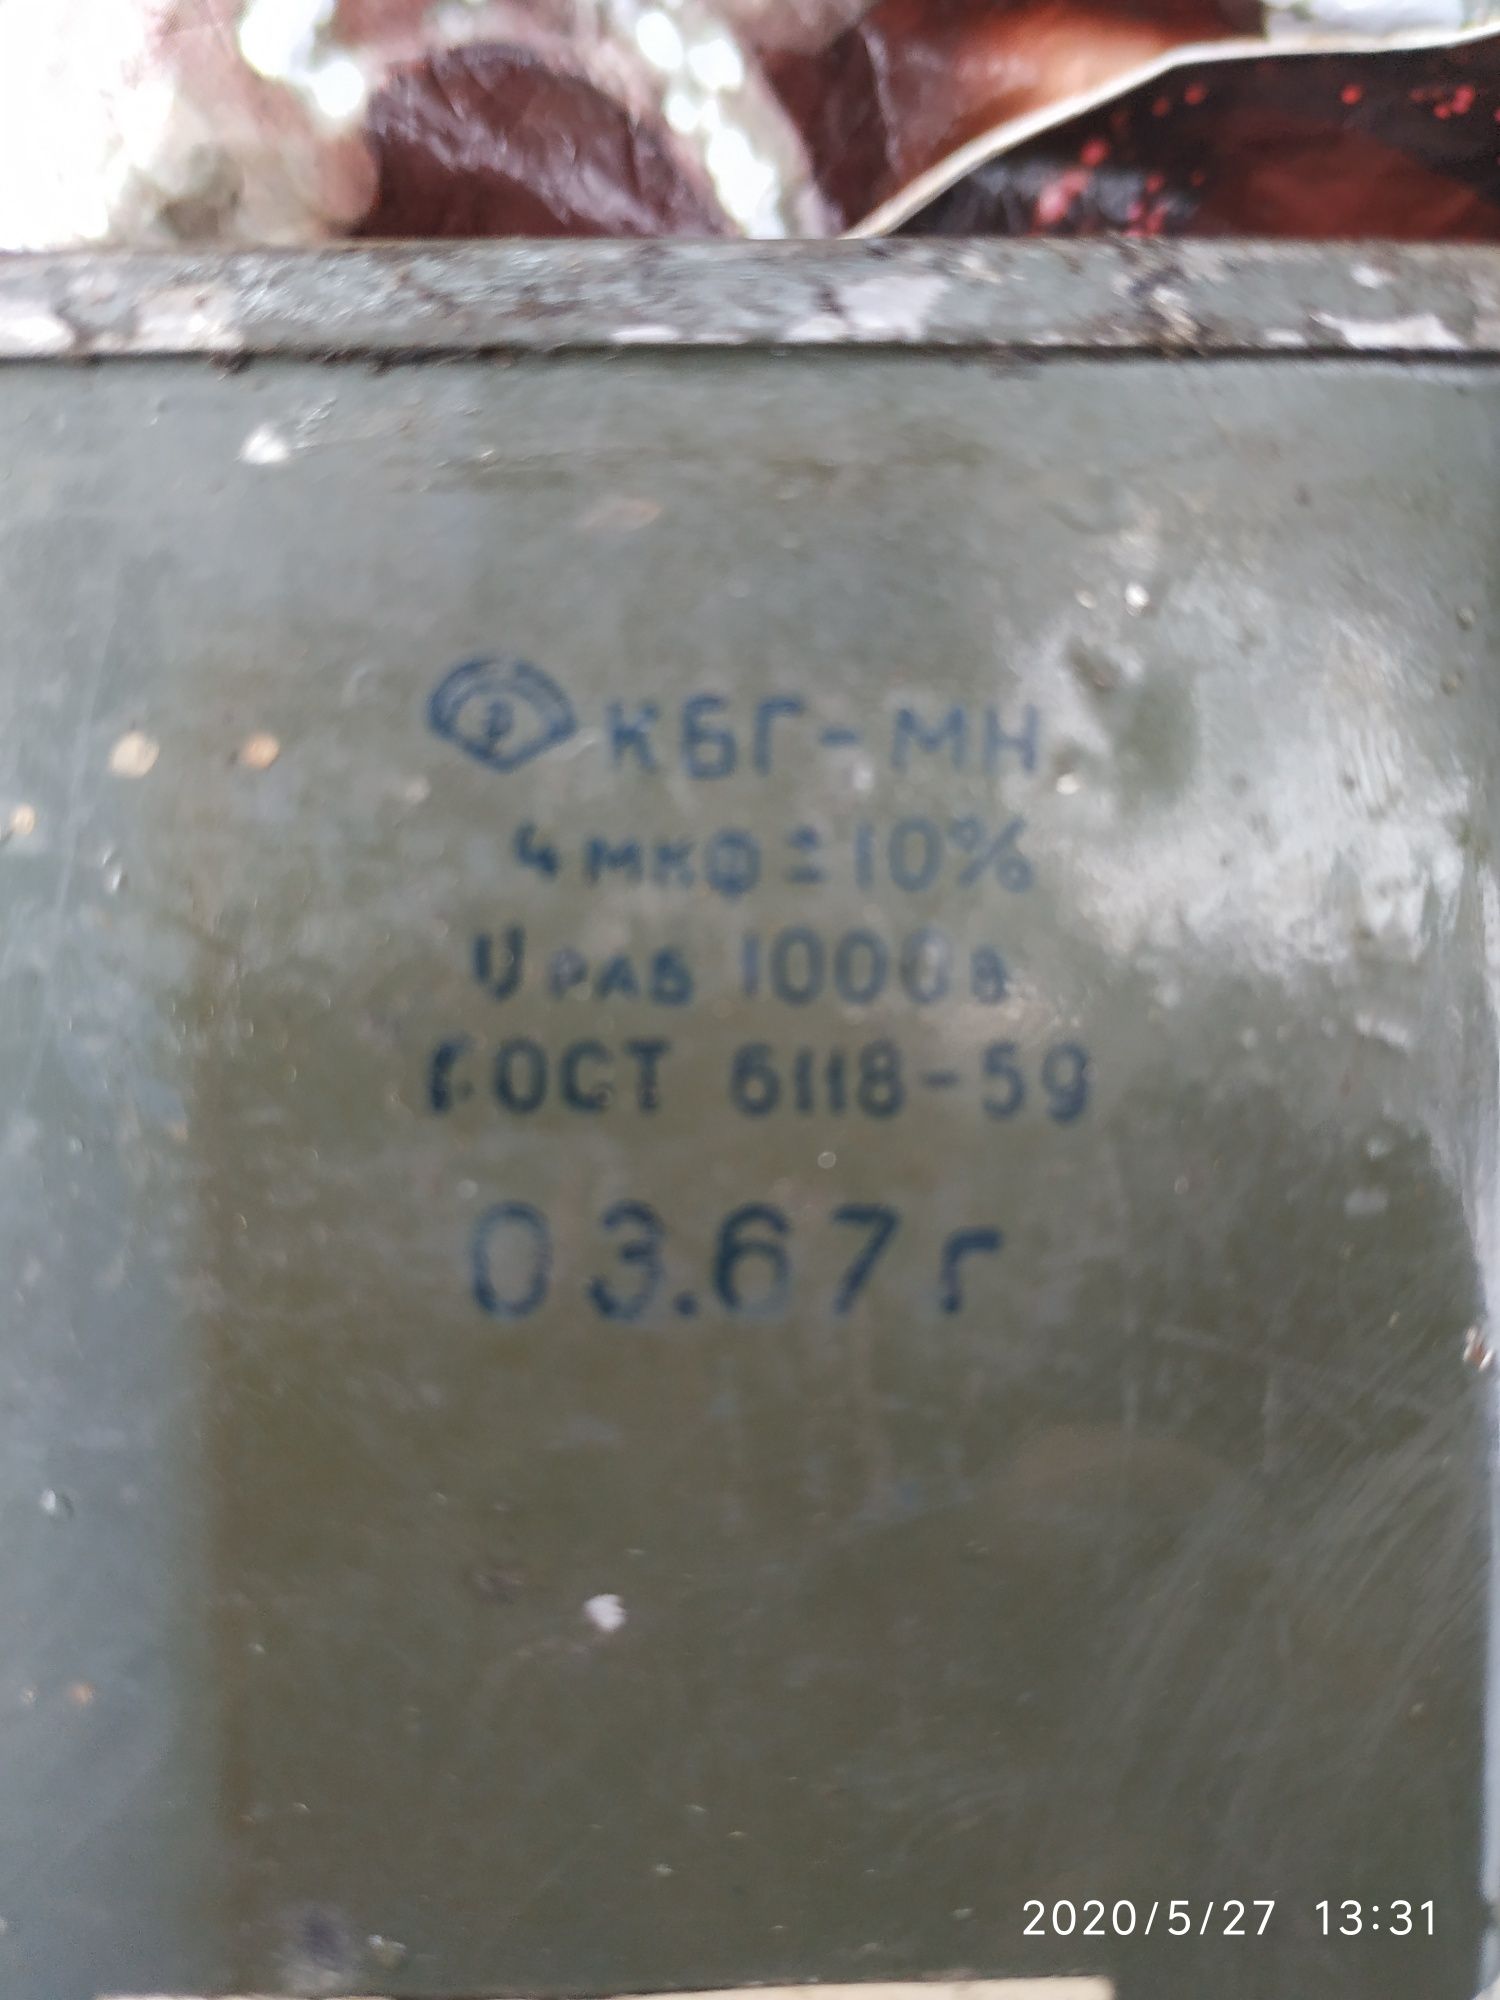 КБГ-МН
4 мкФ ± 10%
U РАБ 1000 В
ГОСТ 6118-59
03.67 г
2020/5/27 13:31